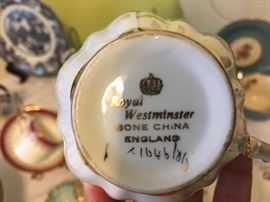 Royal
Westminster
BONE CHINA
ENGLAND